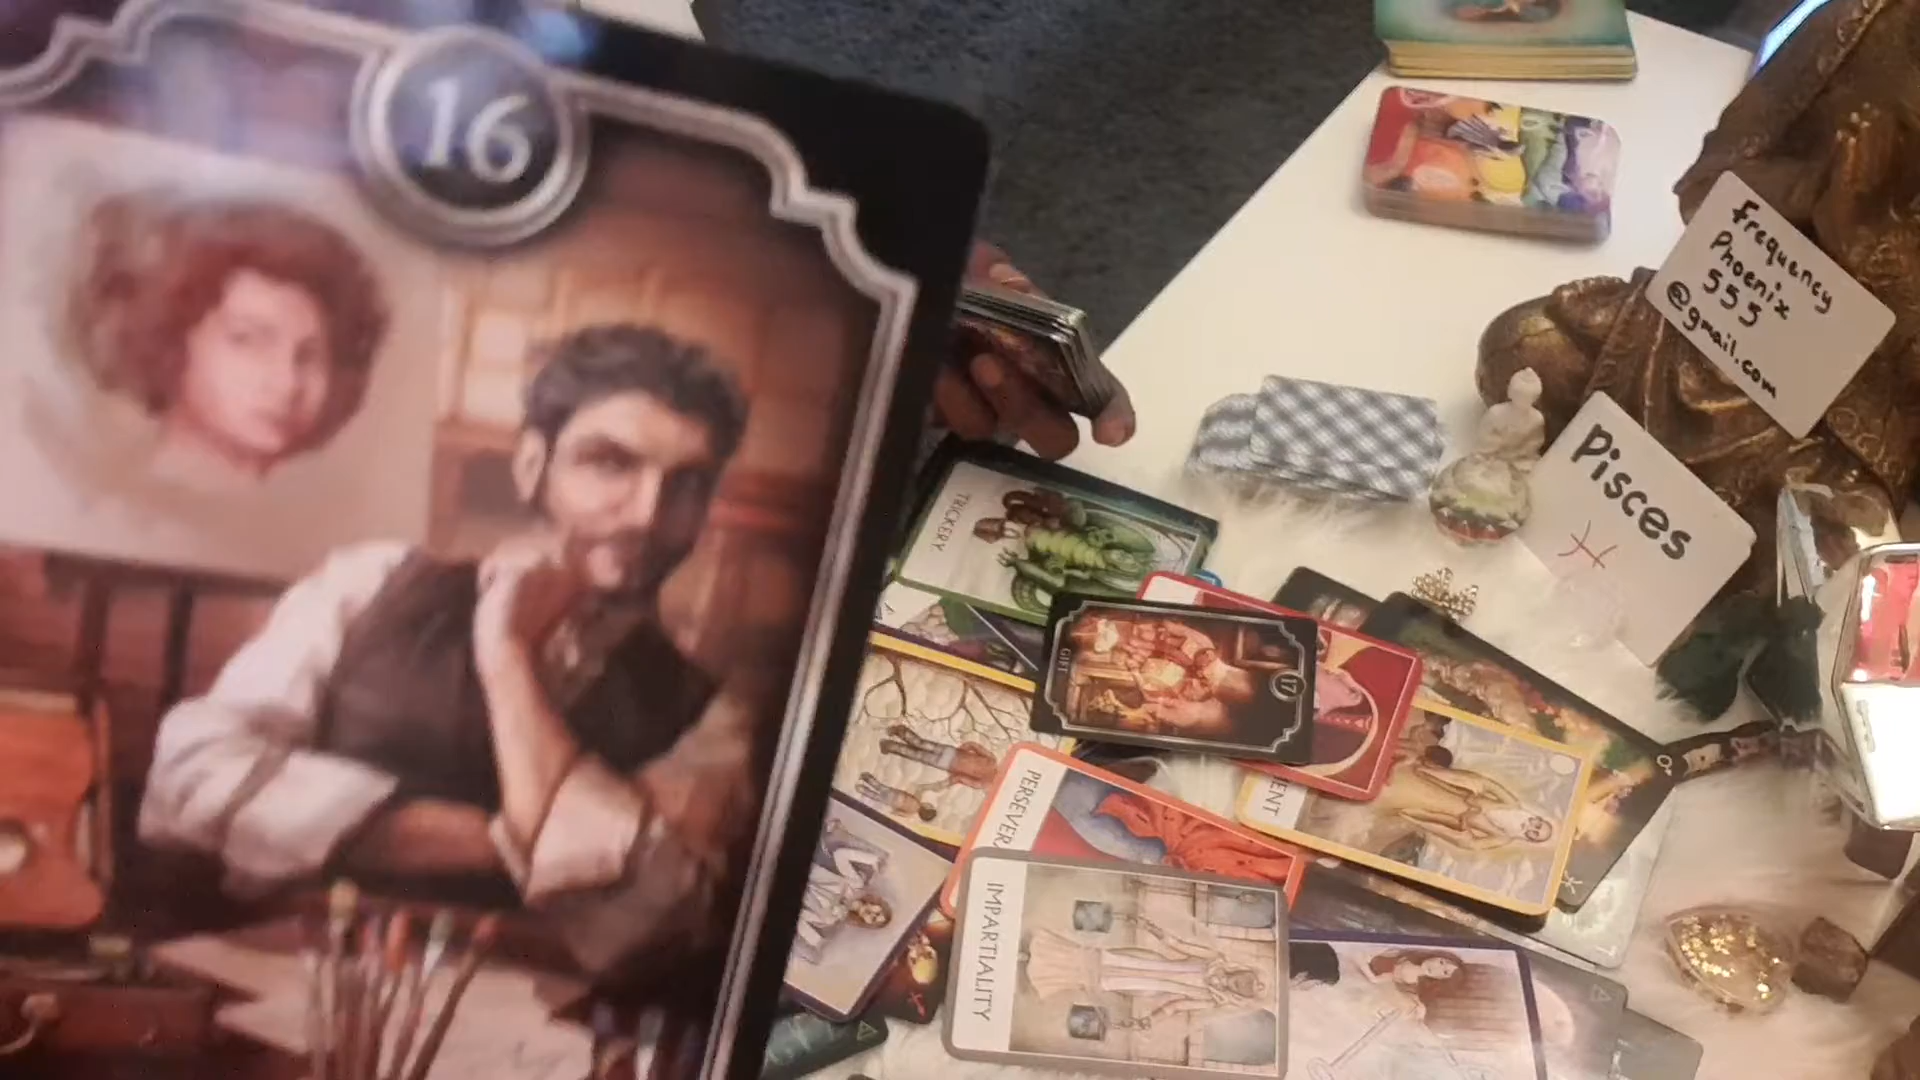 16
Frequency
Phoenix
555
@gmail.com
Pisces
♓
TRICKERY
GIFT
17
ENT
PERSEVER
IMPARTIALITY